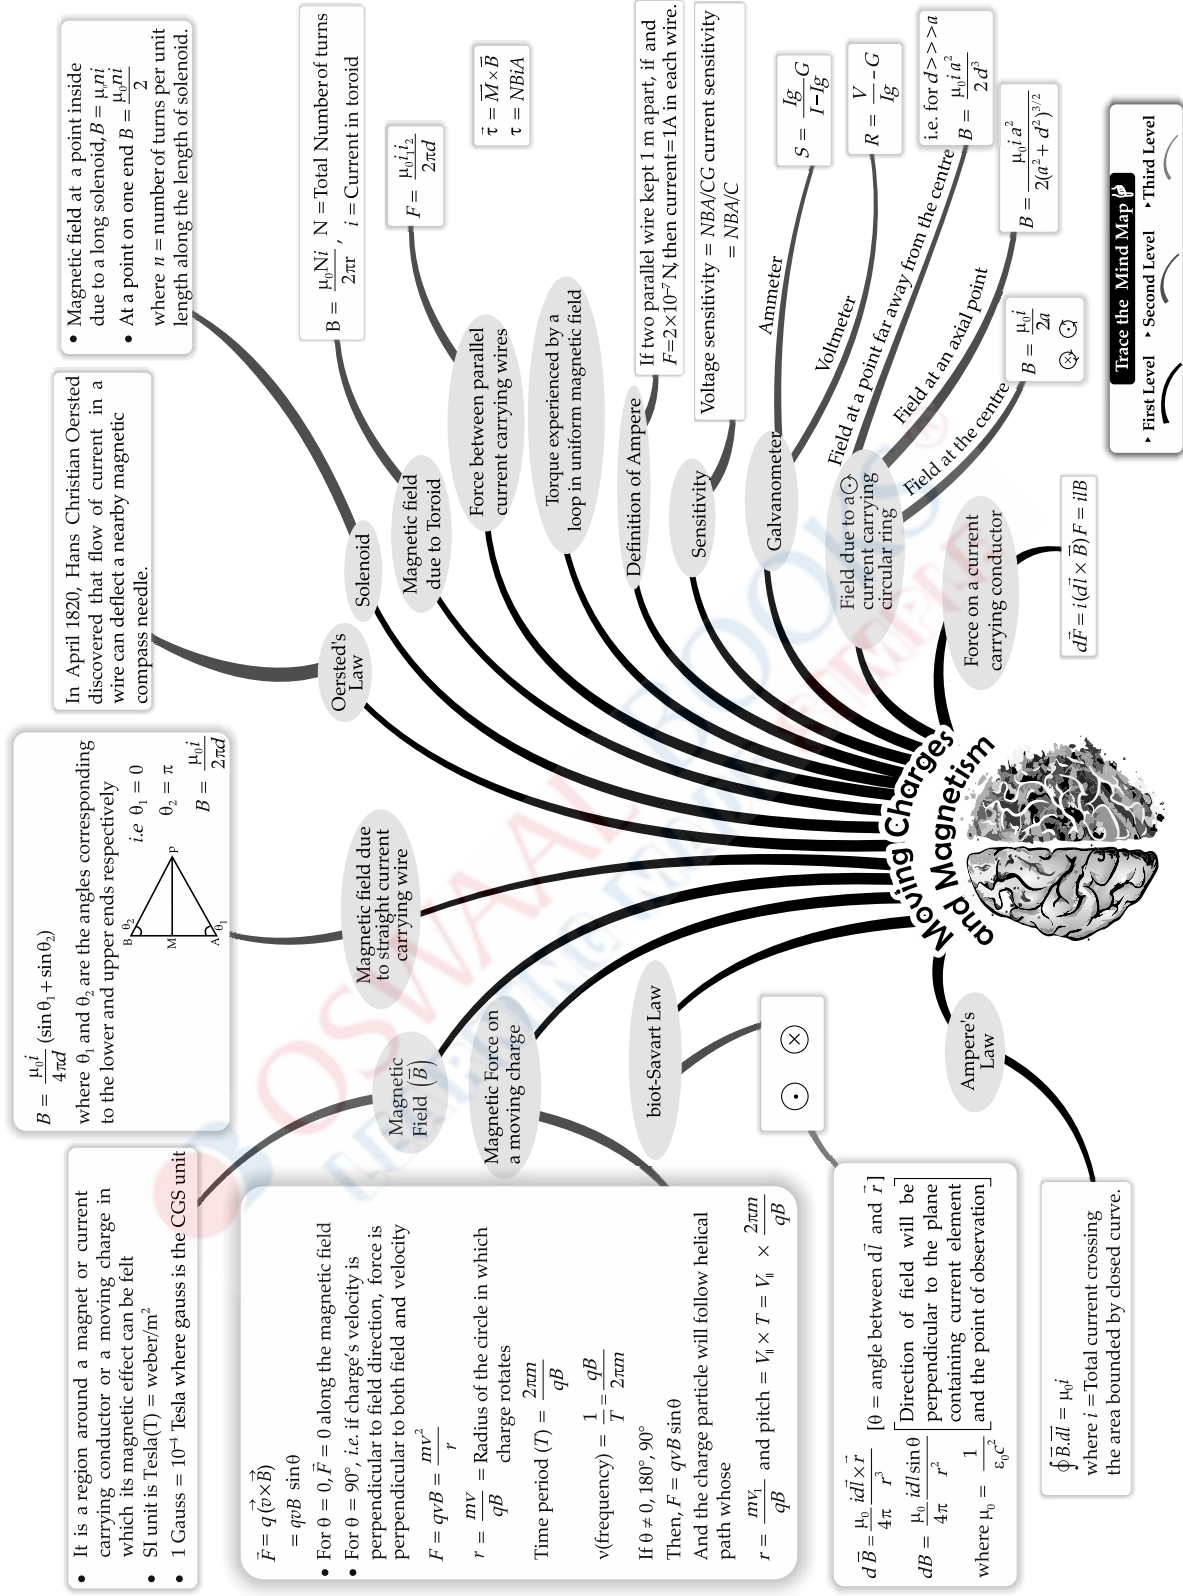 • It is a region around a magnet or current
carrying conductor or a moving charge in
which its magnetic effect can be felt
• SI unit is Tesla(T) = weber/m²
• 1 Gauss = 10⁻⁴ Tesla where gauss is the CGS unit
B = μ₀i/4πd (sin θ₁ + sin θ₂)
where θ₁ and θ₂ are the angles corresponding
to the lower and upper ends respectively
B θ₂
M
A θ₁
P
i.e θ₁ = 0
θ₂ = π
B = μ₀i/2πd
In April 1820, Hans Christian Oersted
discovered that flow of current in a
wire can deflect a nearby magnetic
compass needle.
• Magnetic field at a point inside
due to a long solenoid, B = μ₀ni
• At a point on one end B = μ₀ni/2
where n = number of turns per unit
length along the length of solenoid.
Magnetic
Field (B⃗)
Magnetic field due
to straight current
carrying wire
Oersted's
Law
Solenoid
B = μ₀Ni/2πr, N = Total Number of turns
i = Current in toroid
Magnetic field
due to Toroid
F = μ₀i₁i₂/2πd
Force between parallel
current carrying wires
τ⃗ = M⃗ × B⃗
τ = NBiA
Torque experienced by a
loop in uniform magnetic field
F⃗ = q(v⃗×B⃗)
= qvB sinθ
• For θ = 0, F⃗ = 0 along the magnetic field
• For θ = 90°, i.e. if charge's velocity is
perpendicular to field direction, force is
perpendicular to both field and velocity
F = qvB = mv²/r
r = mv/qB = Radius of the circle in which
charge rotates
Time period (T) = 2πm/qB
ν(frequency) = 1/T = qB/2πm
If θ ≠ 0, 180°, 90°
Then, F = qvB sinθ
And the charge particle will follow helical
path whose
r = mv₁/qB and pitch = V∥ × T = V∥ × 2πm/qB
Magnetic Force on
a moving charge
Definition of Ampere
If two parallel wire kept 1 m apart, if and
F=2×10⁻⁷ N, then current=1A in each wire.
biot-Savart Law
Sensitivity
Voltage sensitivity = NBA/CG current sensitivity
= NBA/C
Galvanometer
Ammeter
S = Ig/I–Ig G
Voltmeter
R = V/Ig – G
Field due to a
current carrying
circular ring
Field at a point far away from the centre
i.e. for d>>>a
B = μ₀i a²/2d³
Field at an axial point
B = μ₀i a²/2(a² + d²)^3/2
Field at the centre
B = μ₀i/2a
dB⃗ = μ₀/4π idl⃗×r⃗/r³ [θ = angle between dl⃗ and r⃗]
dB = μ₀/4π idl sinθ/r²
[Direction of field will be
perpendicular to the plane
containing current element
and the point of observation]
where μ₀ = 1/ε₀c²
Force on a current
carrying conductor
dF⃗ = i(dl⃗ × B⃗) F = ilB
Ampere's
Law
∮B⃗.dl⃗ = μ₀i
where i = Total current crossing
the area bounded by closed curve.
Moving Charges
and Magnetism
Trace the Mind Map
▸ First Level ▸ Second Level ▸ Third Level
OSWAAL BOOKS®
LEARNING MADE SIMPLE